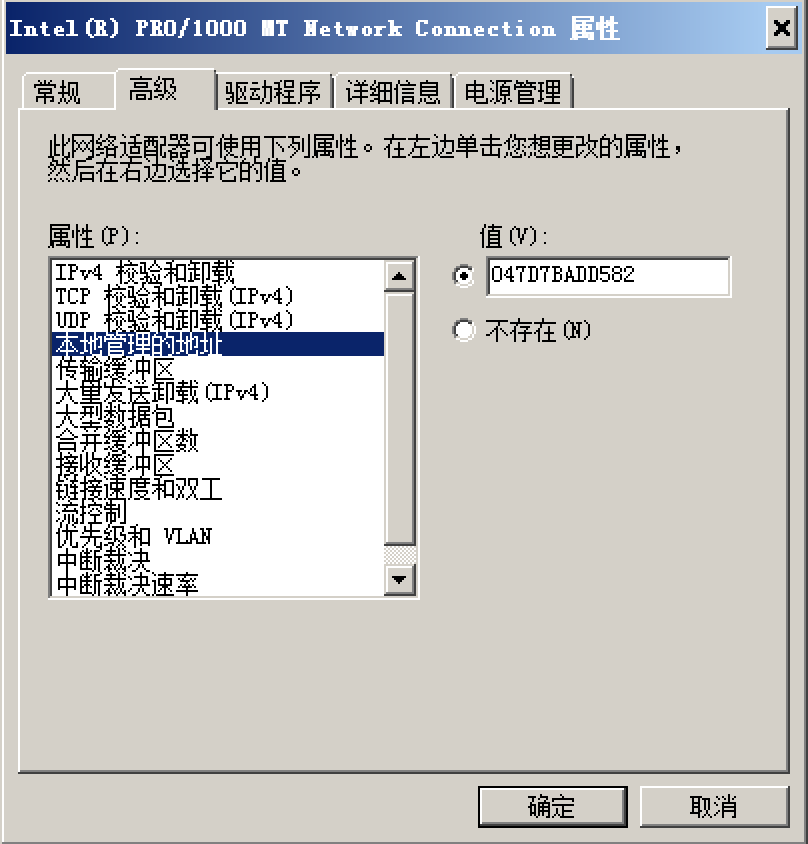 Intel(R) PRO/1000 MT Network Connection 属性
常规 高级 驱动程序 详细信息 电源管理
此网络适配器可使用下列属性。在左边单击您想更改的属性，
然后在右边选择它的值。
属性(P):
值(V):
IPv4 校验和卸载
TCP 校验和卸载(IPv4)
UDP 校验和卸载(IPv4)
本地管理的地址
传输缓冲区
大量发送卸载(IPv4)
大型数据包
合并缓冲区数
接收缓冲区
链接速度和双工
流控制
优先级和 VLAN
中断裁决
中断裁决速率
047D7BADD582
不存在(N)
确定 取消